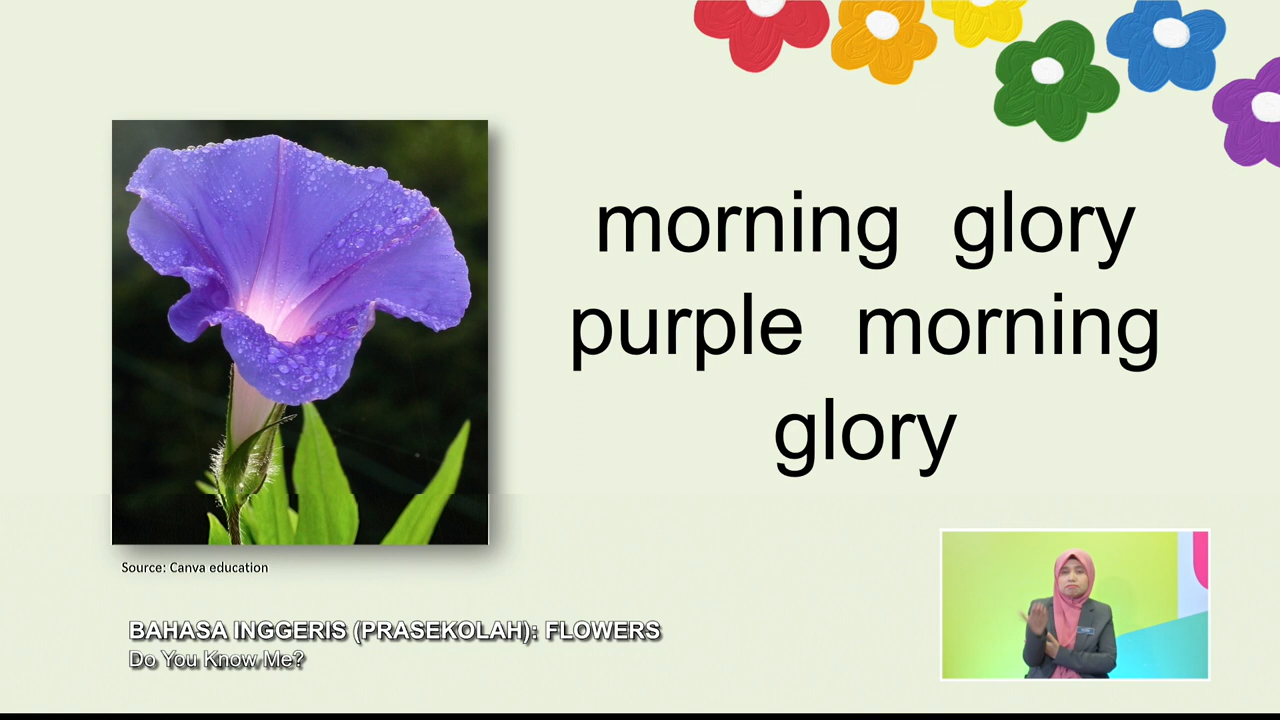 morning glory
purple morning
glory
Source: Canva education
BAHASA INGGERIS (PRASEKOLAH): FLOWERS
Do You Know Me?